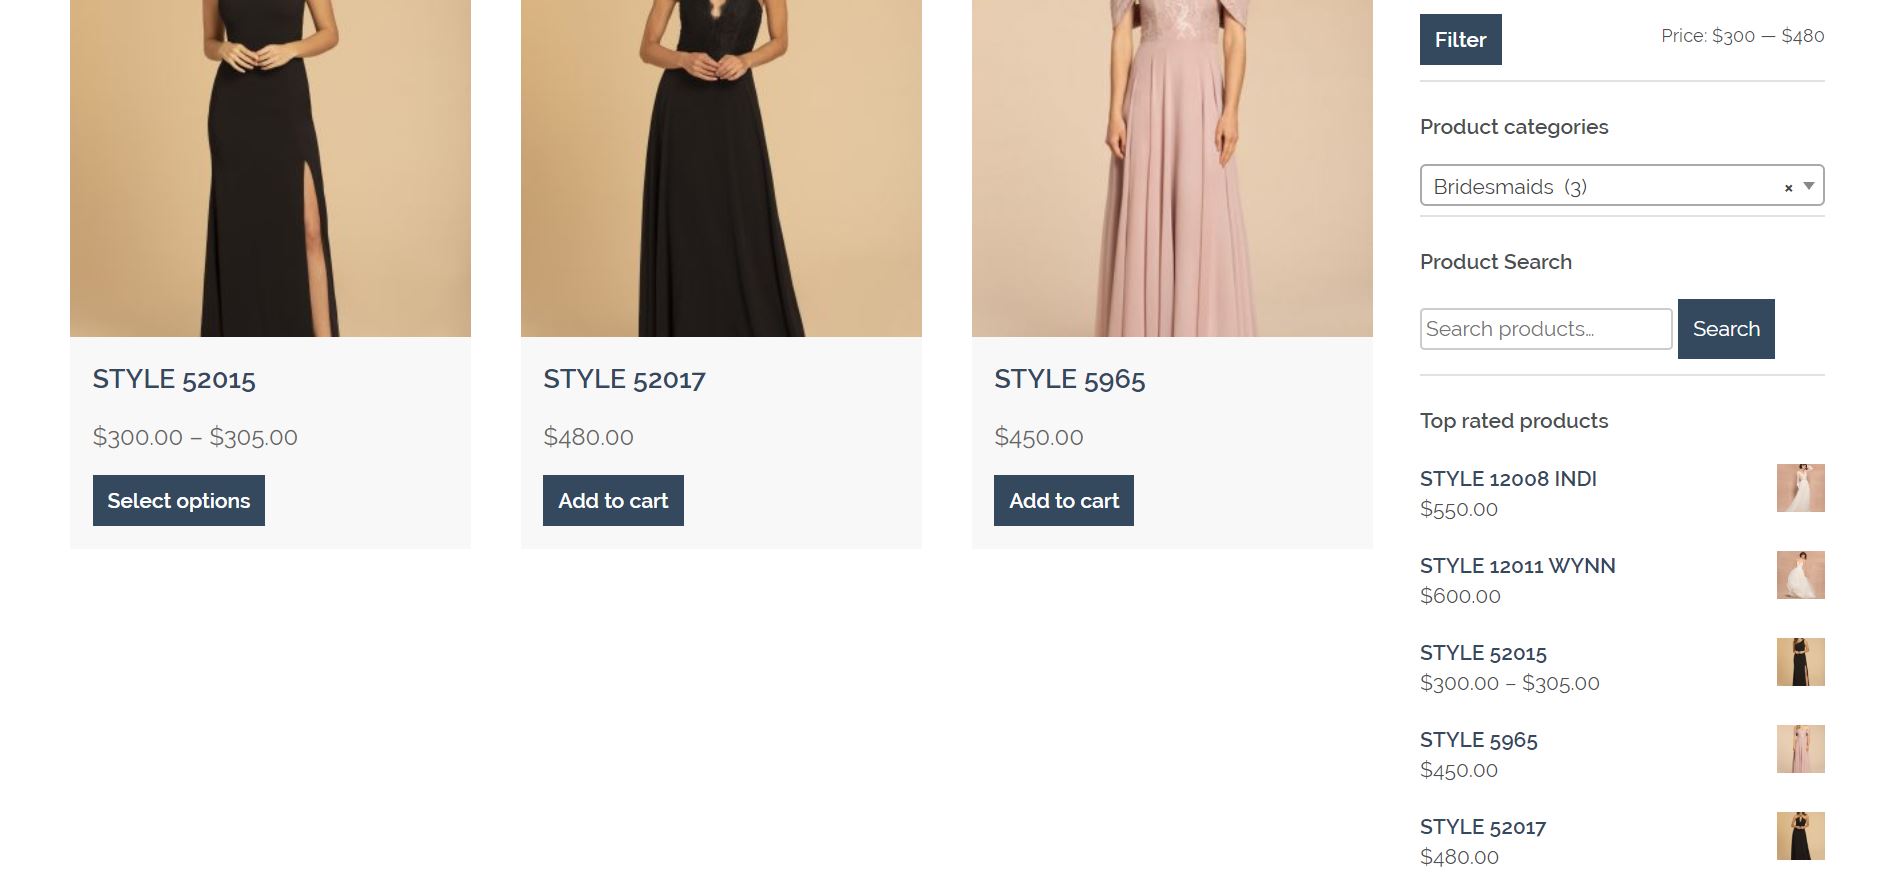 STYLE 52015
$300.00 – $305.00
Select options
STYLE 52017
$480.00
Add to cart
STYLE 5965
$450.00
Add to cart
Filter
Price: $300 — $480
Product categories
Bridesmaids (3)
×
Product Search
Search products…
Search
Top rated products
STYLE 12008 INDI
$550.00
STYLE 12011 WYNN
$600.00
STYLE 52015
$300.00 – $305.00
STYLE 5965
$450.00
STYLE 52017
$480.00